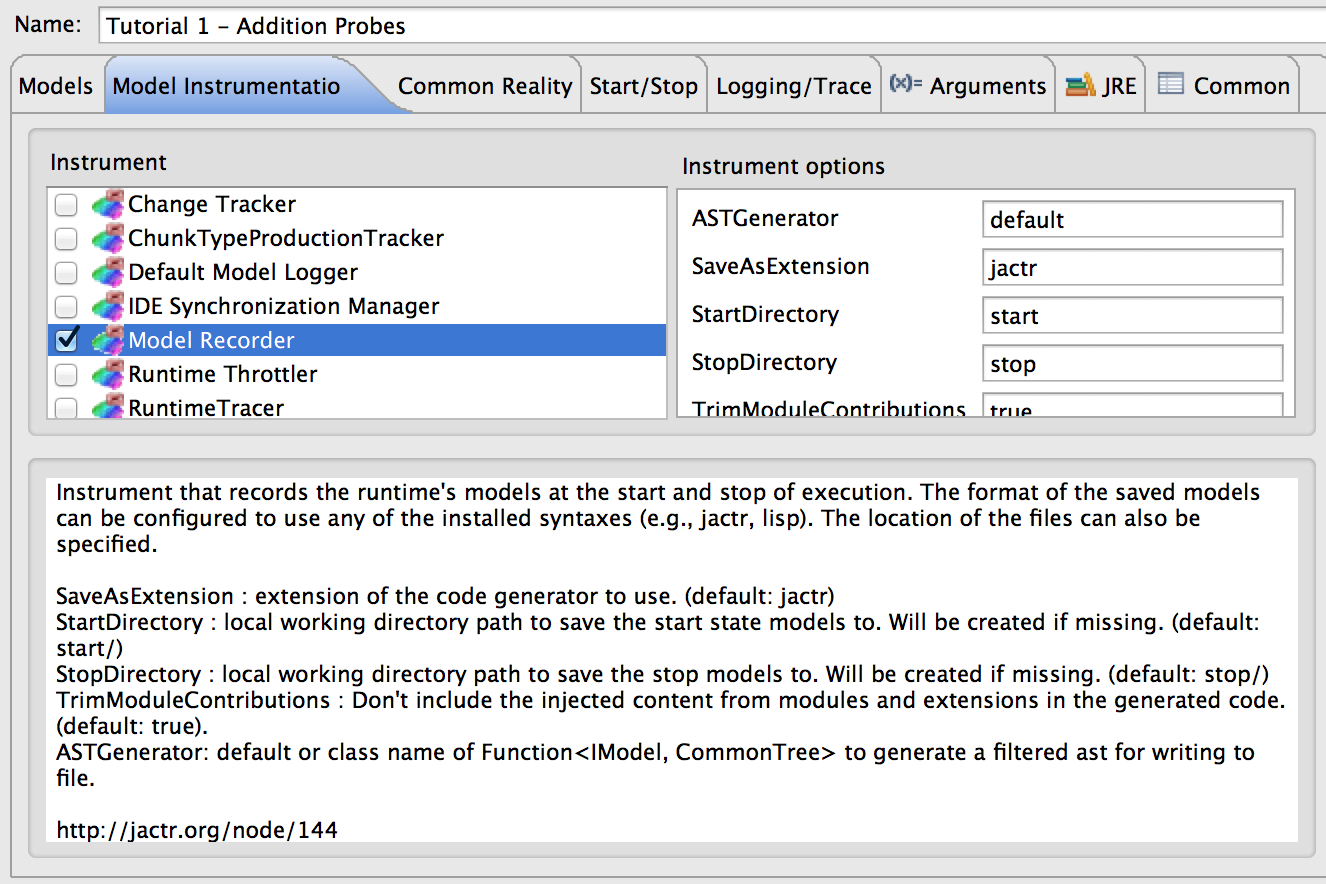 Name: Tutorial 1 – Addition Probes
Models Model Instrumentatio Common Reality Start/Stop Logging/Trace (x)= Arguments JRE Common
Instrument
Change Tracker
ChunkTypeProductionTracker
Default Model Logger
IDE Synchronization Manager
Model Recorder
Runtime Throttler
RuntimeTracer
Instrument options
ASTGenerator default
SaveAsExtension jactr
StartDirectory start
StopDirectory stop
TrimModuleContributions true
Instrument that records the runtime's models at the start and stop of execution. The format of the saved models
can be configured to use any of the installed syntaxes (e.g., jactr, lisp). The location of the files can also be
specified.
SaveAsExtension : extension of the code generator to use. (default: jactr)
StartDirectory : local working directory path to save the start state models to. Will be created if missing. (default:
start/)
StopDirectory : local working directory path to save the stop models to. Will be created if missing. (default: stop/)
TrimModuleContributions : Don't include the injected content from modules and extensions in the generated code.
(default: true).
ASTGenerator: default or class name of Function<IModel, CommonTree> to generate a filtered ast for writing to
file.
http://jactr.org/node/144